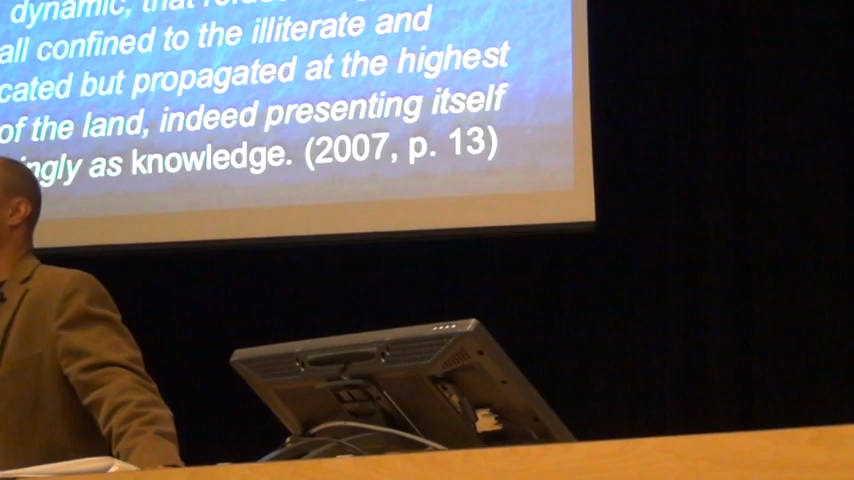 dynamic, that
all confined to the illiterate and
cated but propagated at the highest
of the land, indeed presenting itself
ingly as knowledge. (2007, p. 13)